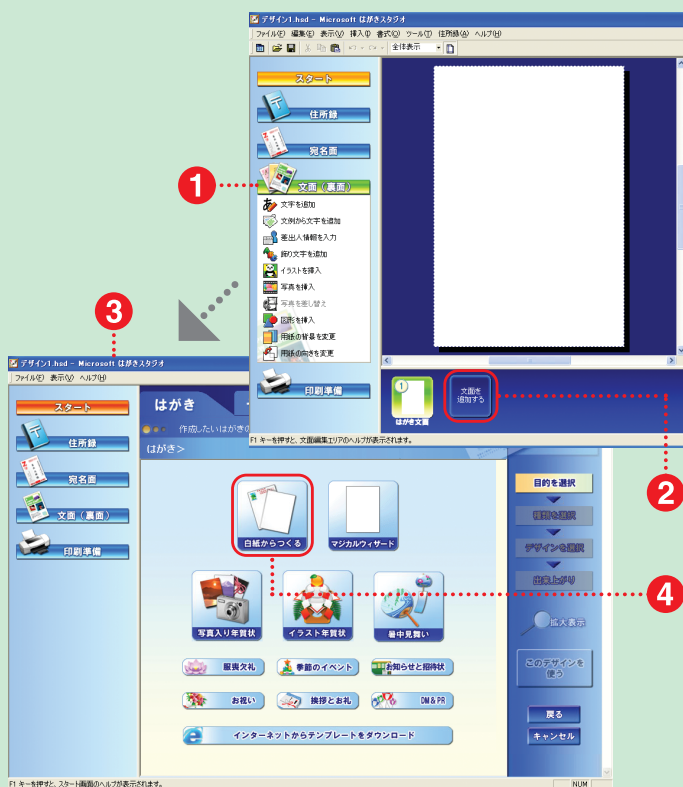 デザイン1.hsd - Microsoft はがきスタジオ
ファイル(F) 編集(E) 表示(V) 挿入(I) 書式(O) ツール(T) 住所録(A) ヘルプ(H)
全体表示
スタート
住所録
宛名面
1
文面(裏面)
文字を追加
文例から文字を追加
差出人情報を入力
飾り文字を追加
イラストを挿入
写真を挿入
写真を差し替え
図形を挿入
用紙の背景を変更
用紙の向きを変更
印刷準備
1
はがき文面
文面を
追加する
F1 キーを押すと、文面編集エリアのヘルプが表示されます。
2
3
デザイン1.hsd - Microsoft はがきスタジオ
ファイル(F) 表示(V) ヘルプ(H)
スタート
住所録
宛名面
文面(裏面)
印刷準備
はがき
作成したいはがきの
はがき>
白紙からつくる
マジカルウィザード
写真入り年賀状
イラスト年賀状
暑中見舞い
服喪欠礼
季節のイベント
お知らせと招待状
お祝い
挨拶とお礼
DM & PR
インターネットからテンプレートをダウンロード
目的を選択
種類を選択
デザインを選択
出来上がり
4
拡大表示
このデザインを
使う
戻る
キャンセル
F1 キーを押すと、スタート画面のヘルプが表示されます。
NUM